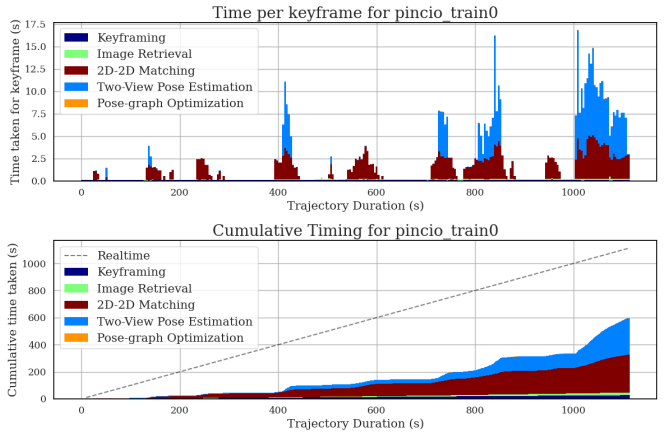 Time per keyframe for pincio_train0
Time taken for keyframe (s)
17.5
15.0
12.5
10.0
7.5
5.0
2.5
0.0
Keyframing
Image Retrieval
2D-2D Matching
Two-View Pose Estimation
Pose-graph Optimization
0 200 400 600 800 1000
Trajectory Duration (s)
Cumulative Timing for pincio_train0
Cumulative time taken (s)
1000
800
600
400
200
0
Realtime
Keyframing
Image Retrieval
2D-2D Matching
Two-View Pose Estimation
Pose-graph Optimization
0 200 400 600 800 1000
Trajectory Duration (s)